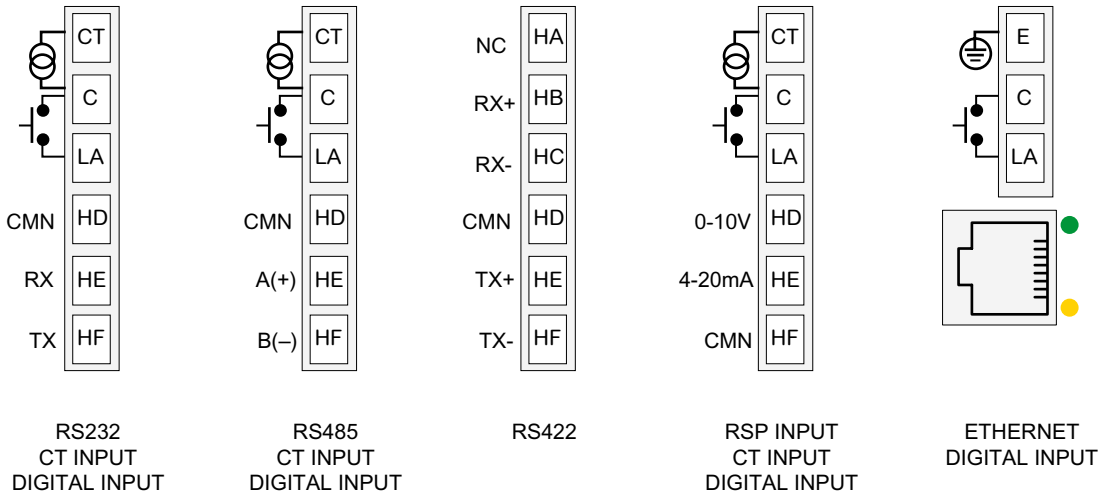 CT
C
LA
CMN HD
RX HE
TX HF
RS232
CT INPUT
DIGITAL INPUT
CT
C
LA
CMN HD
A(+) HE
B(–) HF
RS485
CT INPUT
DIGITAL INPUT
NC HA
RX+ HB
RX- HC
CMN HD
TX+ HE
TX- HF
RS422
CT
C
LA
0-10V HD
4-20mA HE
CMN HF
RSP INPUT
CT INPUT
DIGITAL INPUT
E
C
LA
ETHERNET
DIGITAL INPUT